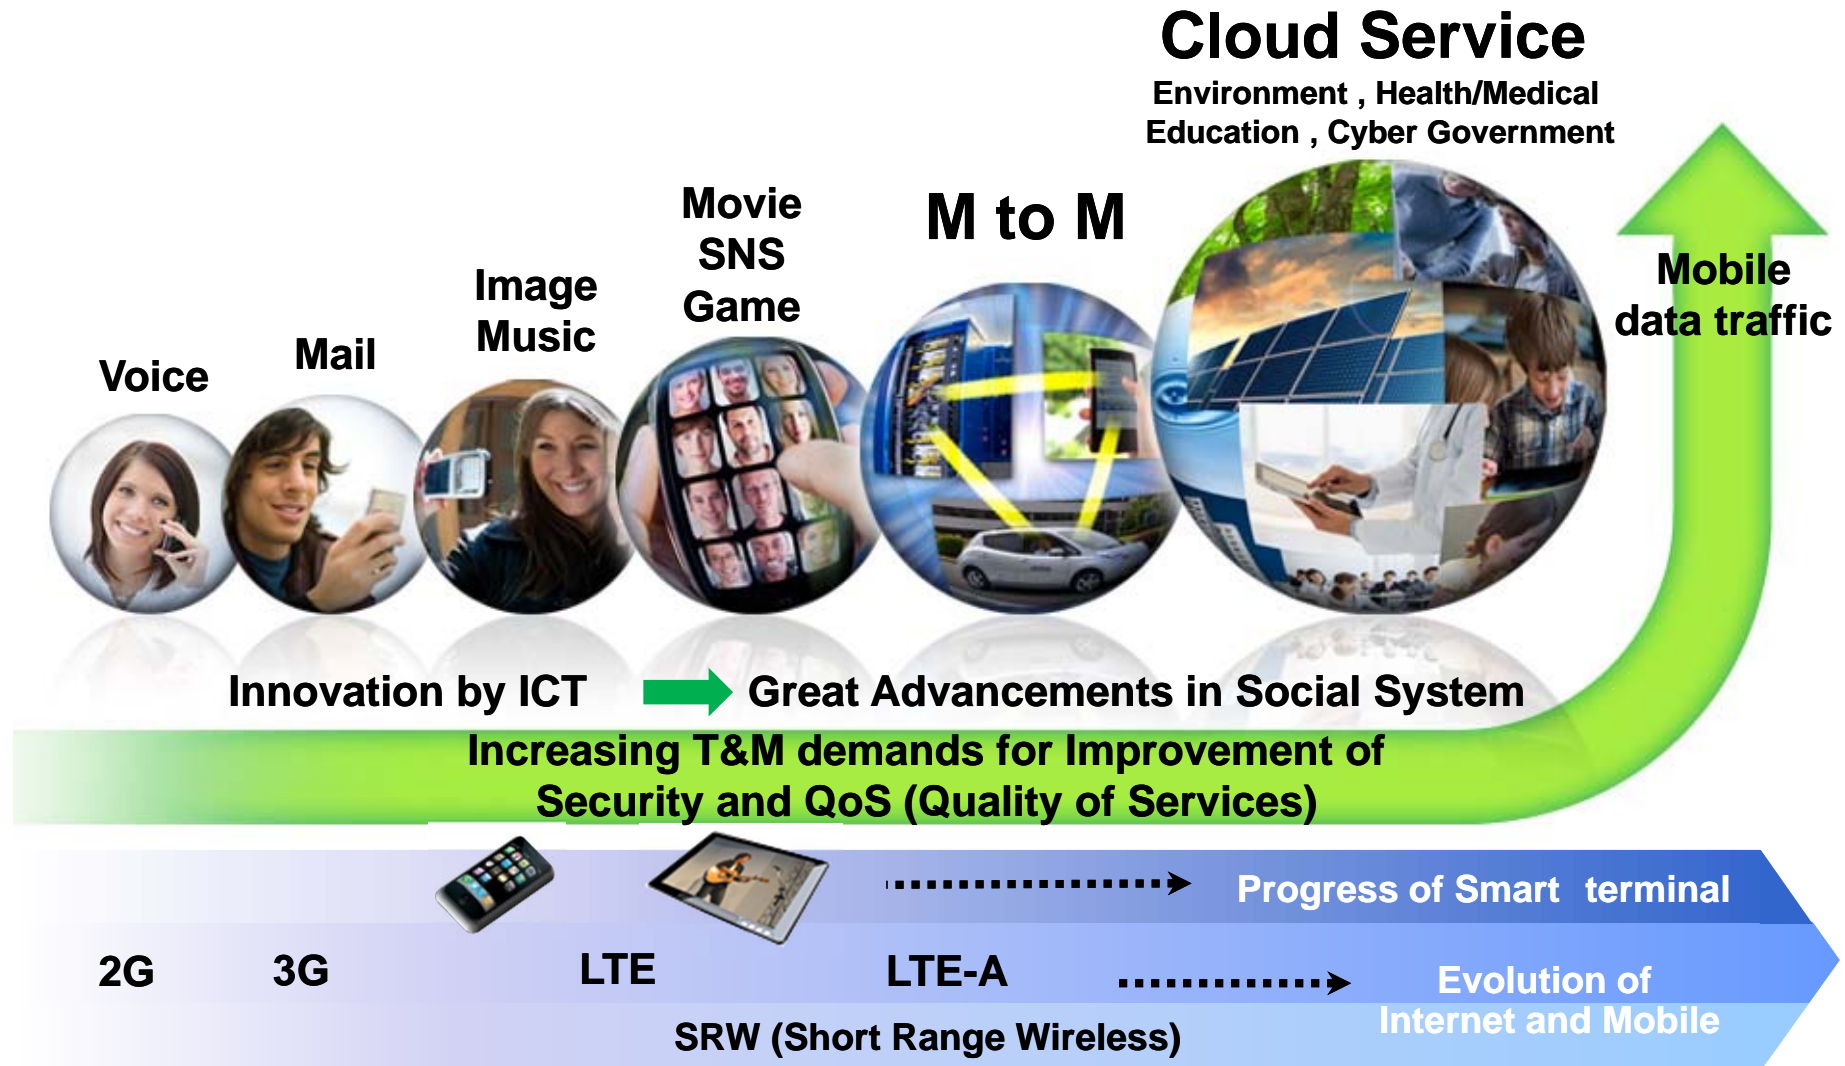 Cloud Service
Environment , Health/Medical
Education , Cyber Government
M to M
Movie
SNS
Game
Image
Music
Mail
Voice
Mobile
data traffic
Innovation by ICT
Great Advancements in Social System
Increasing T&M demands for Improvement of
Security and QoS (Quality of Services)
Progress of Smart terminal
2G
3G
LTE
LTE-A
Evolution of
Internet and Mobile
SRW (Short Range Wireless)